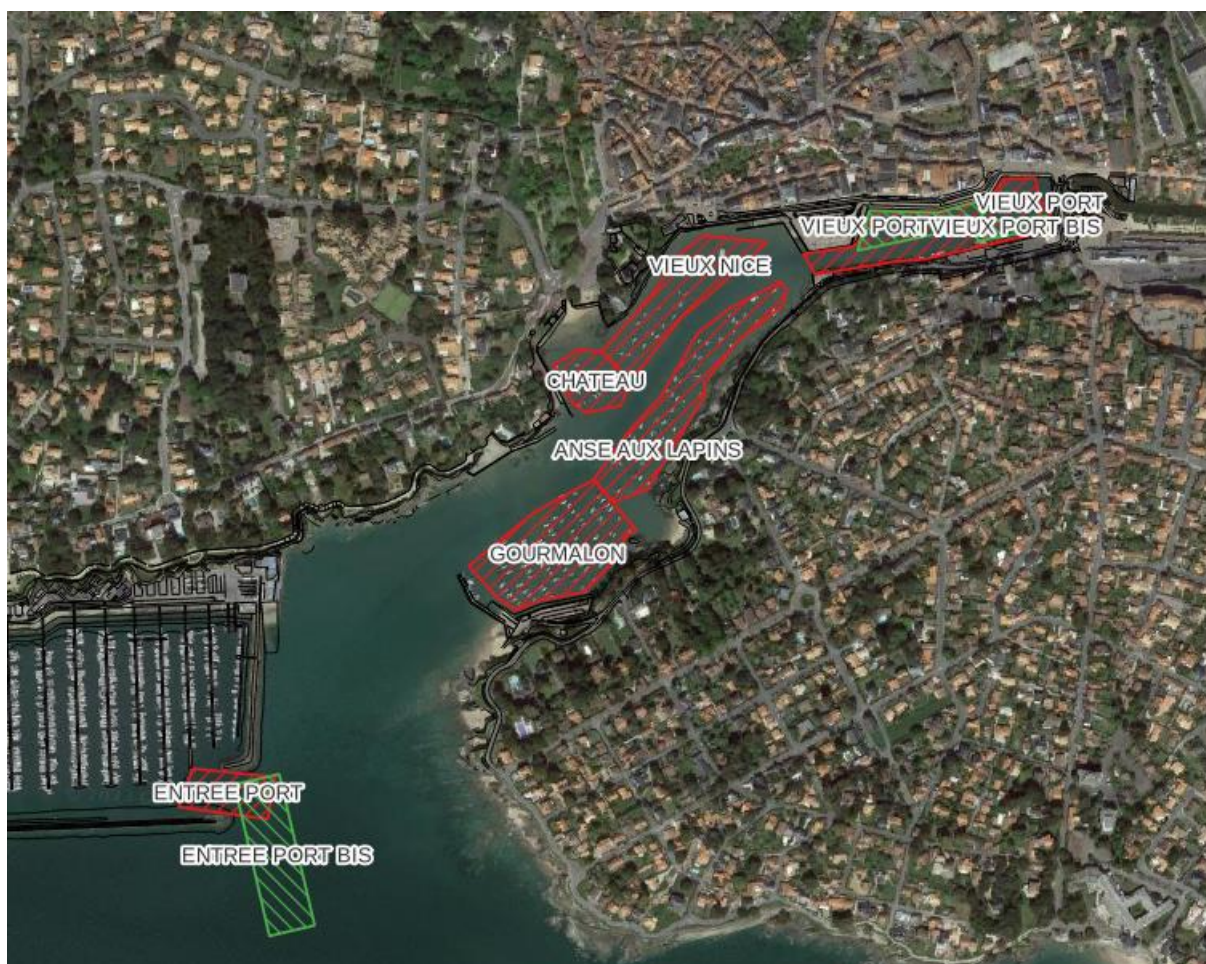 VIEUX PORT
VIEUX PORTVIEUX PORT BIS
VIEUX NICE
CHATEAU
ANSE AUX LAPINS
GOURMALON
ENTREE PORT
ENTREE PORT BIS